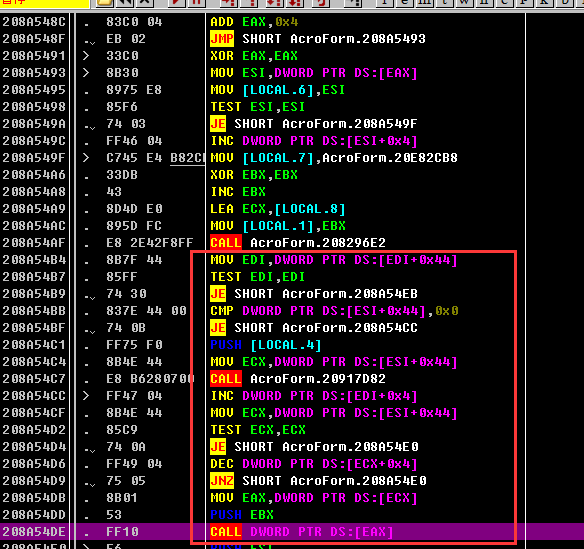 208A548C . 83C0 04 ADD EAX,0x4
208A548F .⌄ EB 02 JMP SHORT AcroForm.208A5493
208A5491 > 33C0 XOR EAX,EAX
208A5493 > 8B30 MOV ESI,DWORD PTR DS:[EAX]
208A5495 . 8975 E8 MOV [LOCAL.6],ESI
208A5498 . 85F6 TEST ESI,ESI
208A549A .⌄ 74 03 JE SHORT AcroForm.208A549F
208A549C . FF46 04 INC DWORD PTR DS:[ESI+0x4]
208A549F > C745 E4 B82C MOV [LOCAL.7],AcroForm.20E82CB8
208A54A6 . 33DB XOR EBX,EBX
208A54A8 . 43 INC EBX
208A54A9 . 8D4D E0 LEA ECX,[LOCAL.8]
208A54AC . 895D FC MOV [LOCAL.1],EBX
208A54AF . E8 2E42F8FF CALL AcroForm.208296E2
208A54B4 . 8B7F 44 MOV EDI,DWORD PTR DS:[EDI+0x44]
208A54B7 . 85FF TEST EDI,EDI
208A54B9 .⌄ 74 30 JE SHORT AcroForm.208A54EB
208A54BB . 837E 44 00 CMP DWORD PTR DS:[ESI+0x44],0x0
208A54BF .⌄ 74 0B JE SHORT AcroForm.208A54CC
208A54C1 . FF75 F0 PUSH [LOCAL.4]
208A54C4 . 8B4E 44 MOV ECX,DWORD PTR DS:[ESI+0x44]
208A54C7 . E8 B6280700 CALL AcroForm.20917D82
208A54CC > FF47 04 INC DWORD PTR DS:[EDI+0x4]
208A54CF . 8B4E 44 MOV ECX,DWORD PTR DS:[ESI+0x44]
208A54D2 . 85C9 TEST ECX,ECX
208A54D4 .⌄ 74 0A JE SHORT AcroForm.208A54E0
208A54D6 . FF49 04 DEC DWORD PTR DS:[ECX+0x4]
208A54D9 .⌄ 75 05 JNZ SHORT AcroForm.208A54E0
208A54DB . 8B01 MOV EAX,DWORD PTR DS:[ECX]
208A54DD . 53 PUSH EBX
208A54DE . FF10 CALL DWORD PTR DS:[EAX]